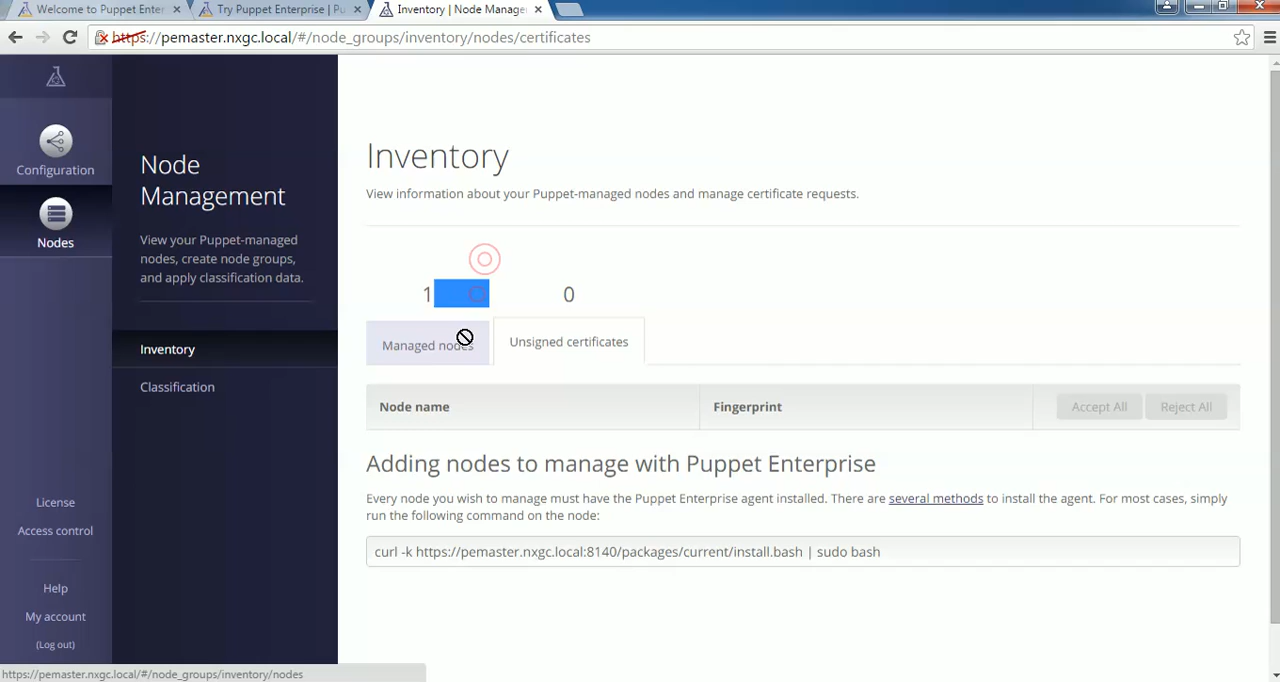 Welcome to Puppet Enter
Try Puppet Enterprise | Pu
Inventory | Node Manage
https://pemaster.nxgc.local/#/node_groups/inventory/nodes/certificates
Configuration
Nodes
License
Access control
Help
My account
(Log out)
Node
Management
View your Puppet-managed
nodes, create node groups,
and apply classification data.
Inventory
Classification
Inventory
View information about your Puppet-managed nodes and manage certificate requests.
1 0
Managed nodes Unsigned certificates
Node name Fingerprint Accept All Reject All
Adding nodes to manage with Puppet Enterprise
Every node you wish to manage must have the Puppet Enterprise agent installed. There are several methods to install the agent. For most cases, simply
run the following command on the node:
curl -k https://pemaster.nxgc.local:8140/packages/current/install.bash | sudo bash
https://pemaster.nxgc.local/#/node_groups/inventory/nodes